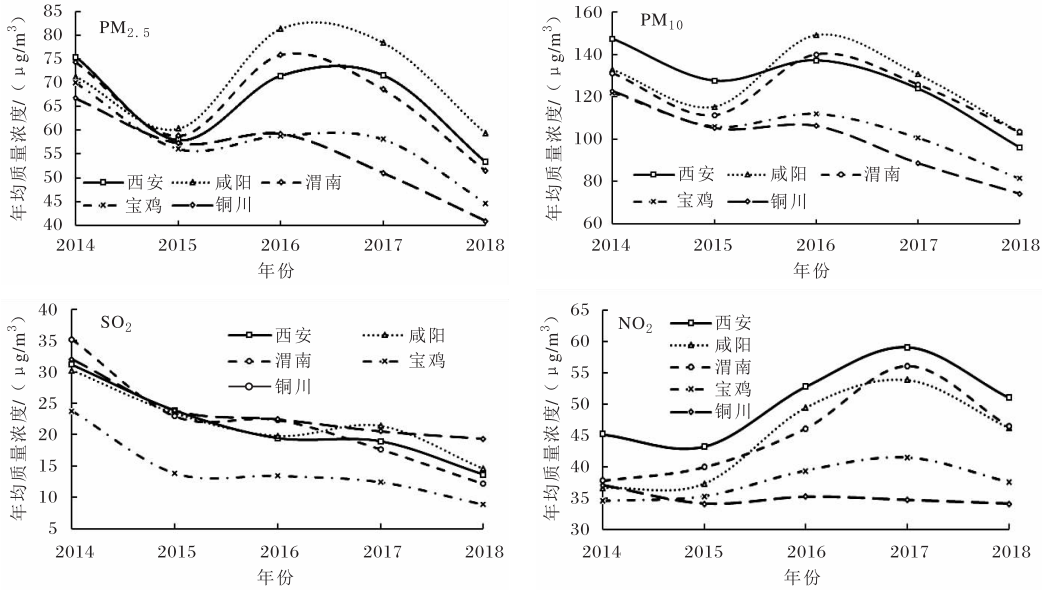 PM2.5
年均质量浓度/（μg/m³）
85
80
75
70
65
60
55
50
45
40
西安 咸阳 渭南
宝鸡 铜川
2014 2015 2016 2017 2018
年份
PM10
年均质量浓度/（μg/m³）
160
140
120
100
80
60
西安 咸阳 渭南
宝鸡 铜川
2014 2015 2016 2017 2018
年份
SO2
年均质量浓度/（μg/m³）
40
35
30
25
20
15
10
5
西安 咸阳
渭南 宝鸡
铜川
2014 2015 2016 2017 2018
年份
NO2
年均质量浓度/（μg/m³）
65
60
55
50
45
40
35
30
西安
咸阳
渭南
宝鸡
铜川
2014 2015 2016 2017 2018
年份